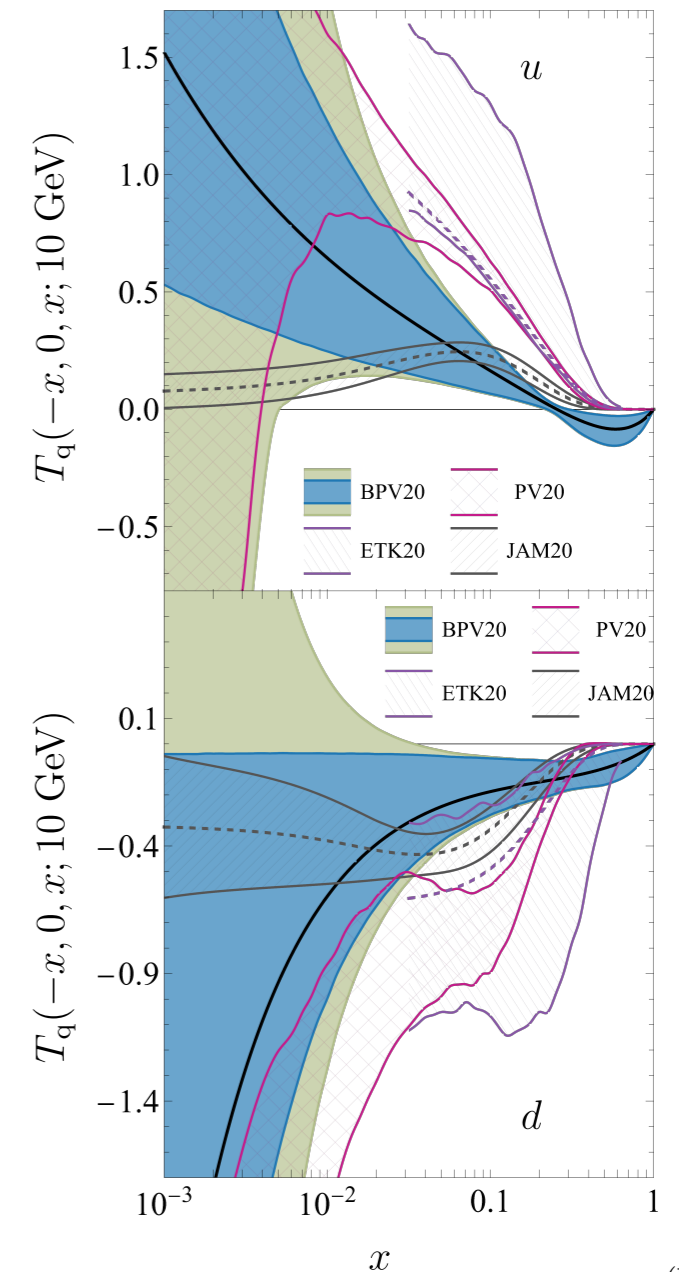 u
T_q(−x, 0, x; 10 GeV)
1.5
1.0
0.5
0.0
−0.5
BPV20 PV20
ETK20 JAM20
BPV20 PV20
ETK20 JAM20
T_q(−x, 0, x; 10 GeV)
0.1
−0.4
−0.9
−1.4
d
10⁻³ 10⁻² 0.1 1
x